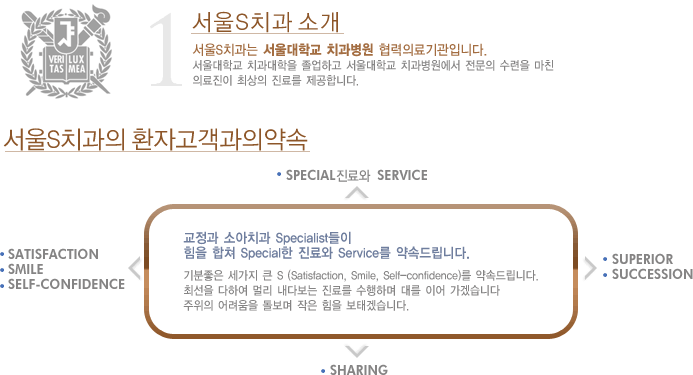 VERI LUX
TAS MEA
1
서울S치과 소개
서울S치과는 서울대학교 치과병원 협력의료기관입니다.
서울대학교 치과대학을 졸업하고 서울대학교 치과병원에서 전문의 수련을 마친
의료진이 최상의 진료를 제공합니다.
서울S치과의 환자고객과의약속
• SPECIAL진료와 SERVICE
• SATISFACTION
• SMILE
• SELF-CONFIDENCE
교정과 소아치과 Specialist들이
힘을 합쳐 Special한 진료와 Service를 약속드립니다.
기분좋은 세가지 큰 S (Satisfaction, Smile, Self-confidence)를 약속드립니다.
최선을 다하여 멀리 내다보는 진료를 수행하며 대를 이어 가겠습니다
주위의 어려움을 돌보며 작은 힘을 보태겠습니다.
• SUPERIOR
• SUCCESSION
• SHARING